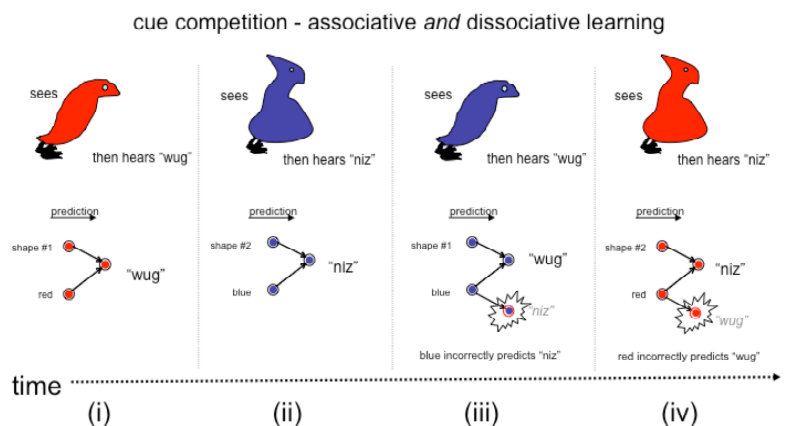 cue competition - associative and dissociative learning
sees
then hears “wug”
sees
then hears “niz”
sees
then hears “wug”
sees
then hears “niz”
prediction
shape #1
red
“wug”
prediction
shape #2
blue
“niz”
prediction
shape #1
blue
“wug”
“niz”
blue incorrectly predicts “niz”
prediction
shape #2
red
“niz”
“wug”
red incorrectly predicts “wug”
time
(i)
(ii)
(iii)
(iv)